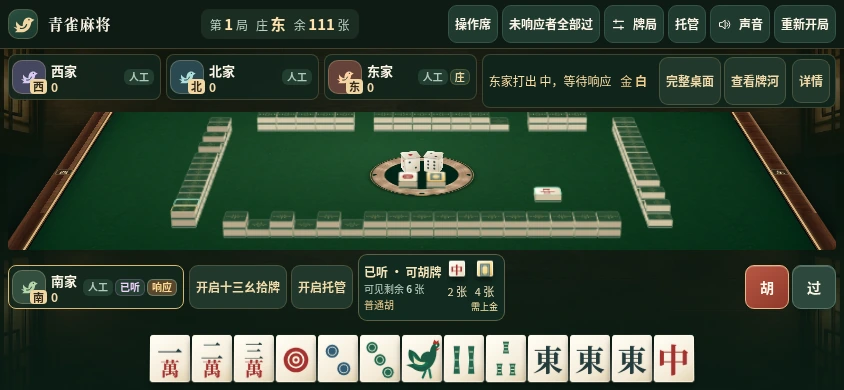 青雀麻将
第1局 庄东 余111张
操作席
未响应者全部过
牌局
托管
声音
重新开局
西
西家
0
人工
北
北家
0
人工
东
东家
0
人工
庄
东家打出 中，等待响应 金 白
完整桌面
查看牌河
详情
南
南家
0
人工
已听
响应
开启十三幺拾牌
开启托管
已听・可胡牌
可见剩余 6 张
普通胡
中
2 张
4 张
需上金
胡
过
一萬
二萬
三萬
東
東
東
中